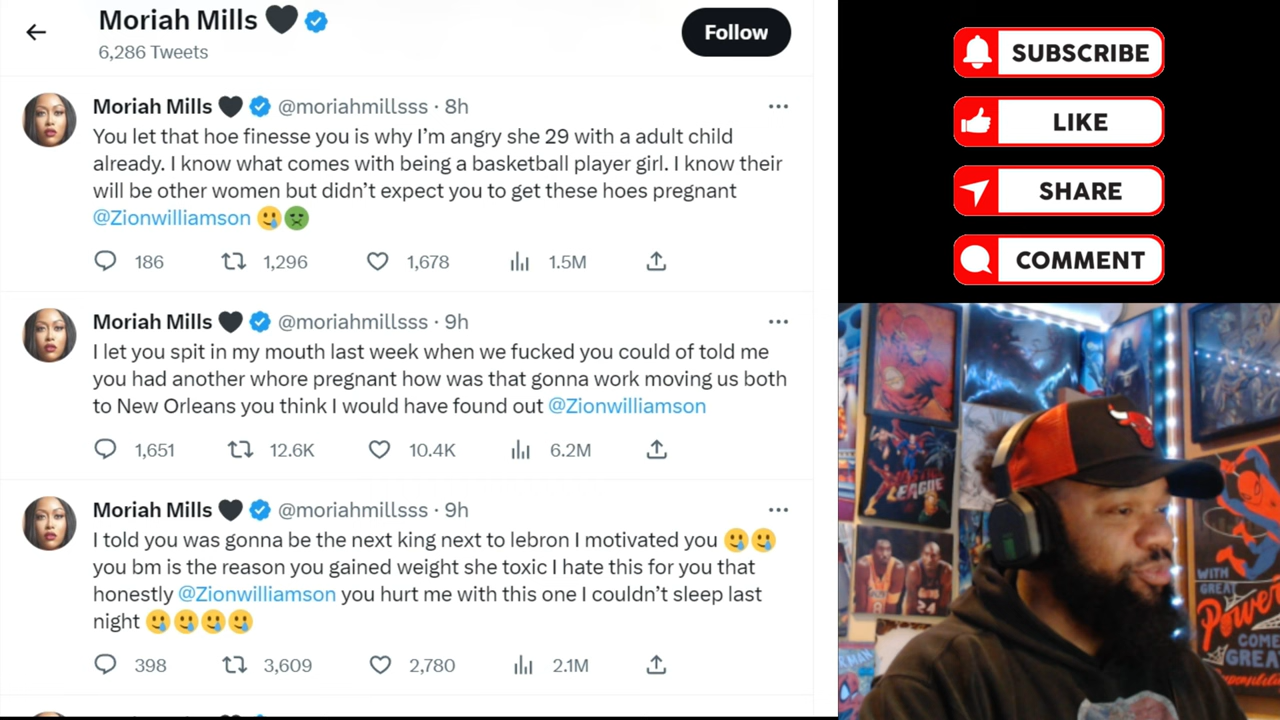 Moriah Mills 🖤
6,286 Tweets
Follow
Moriah Mills 🖤 @moriahmillsss · 8h
You let that hoe finesse you is why I'm angry she 29 with a adult child
already. I know what comes with being a basketball player girl. I know their
will be other women but didn't expect you to get these hoes pregnant
@Zionwilliamson 🥲🤢
186 1,296 1,678 1.5M
Moriah Mills 🖤 @moriahmillsss · 9h
I let you spit in my mouth last week when we fucked you could of told me
you had another whore pregnant how was that gonna work moving us both
to New Orleans you think I would have found out @Zionwilliamson
1,651 12.6K 10.4K 6.2M
Moriah Mills 🖤 @moriahmillsss · 9h
I told you was gonna be the next king next to lebron I motivated you 🥲🥲
you bm is the reason you gained weight she toxic I hate this for you that
honestly @Zionwilliamson you hurt me with this one I couldn't sleep last
night 🥲🥲🥲🥲
398 3,609 2,780 2.1M
SUBSCRIBE
LIKE
SHARE
COMMENT
LEAGUE
8
24
WITH
GREAT
Power
COMES
GREAT